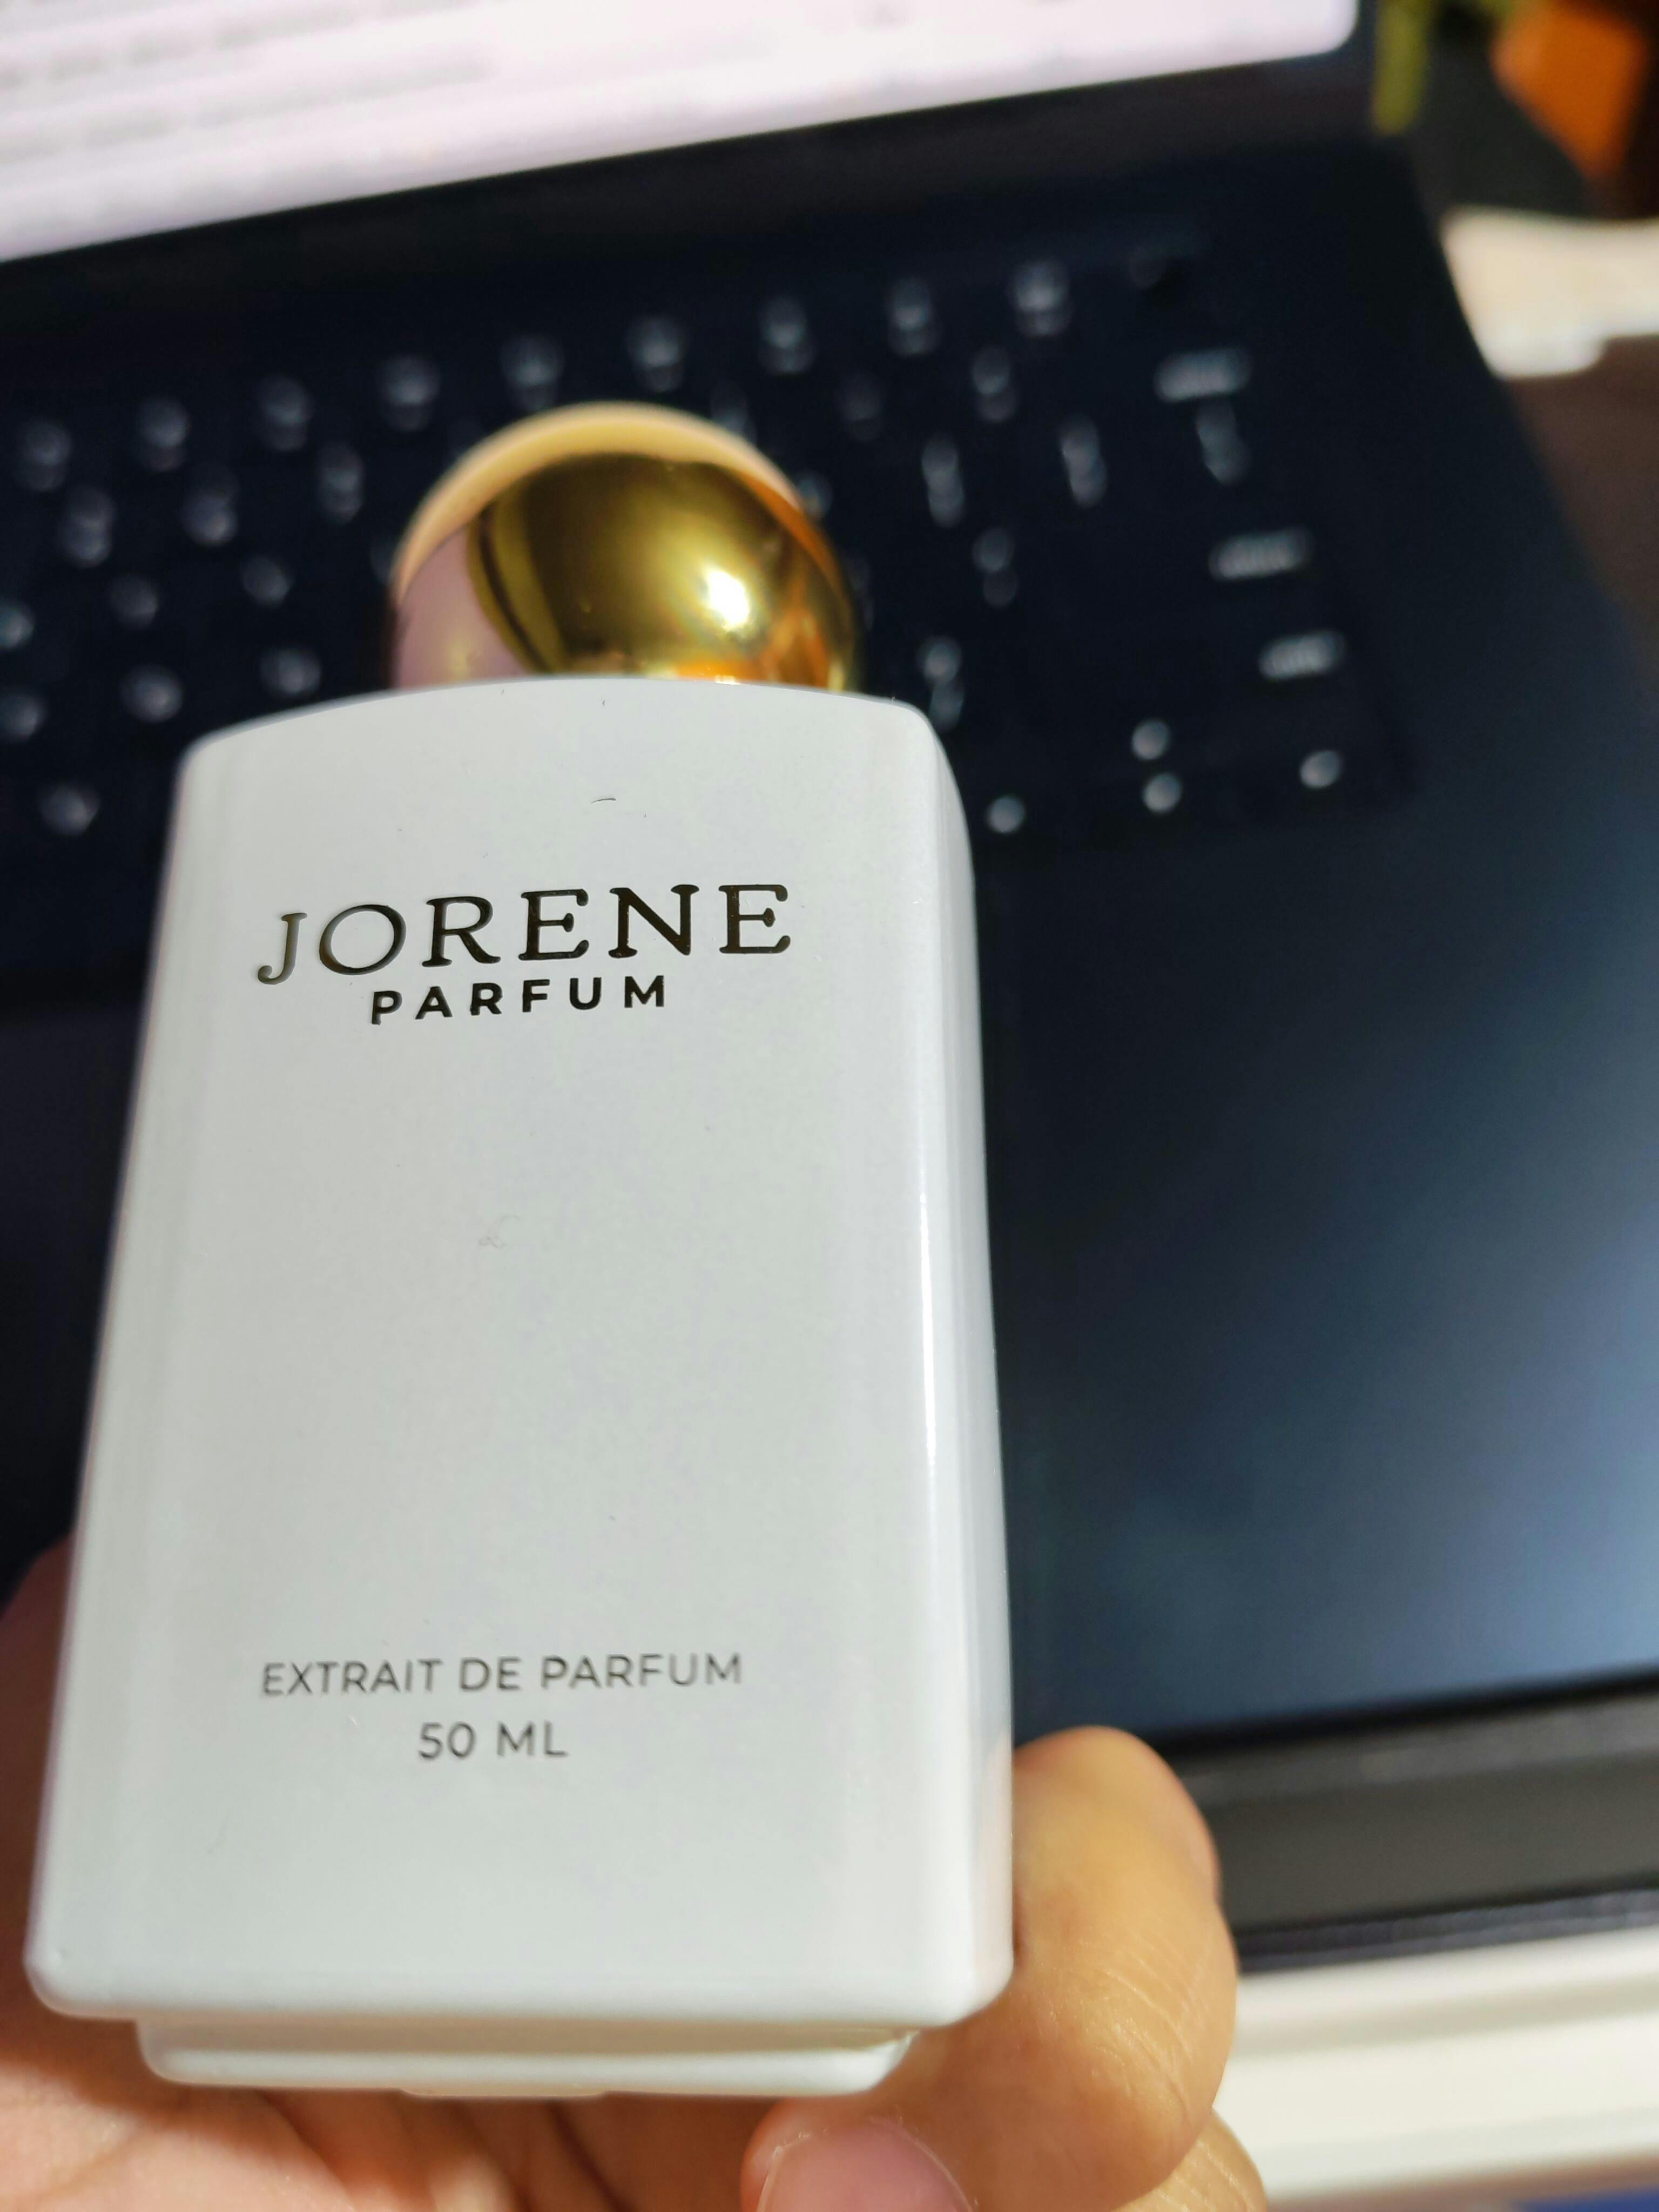 JORENE
PARFUM
EXTRAIT DE PARFUM
50 ML